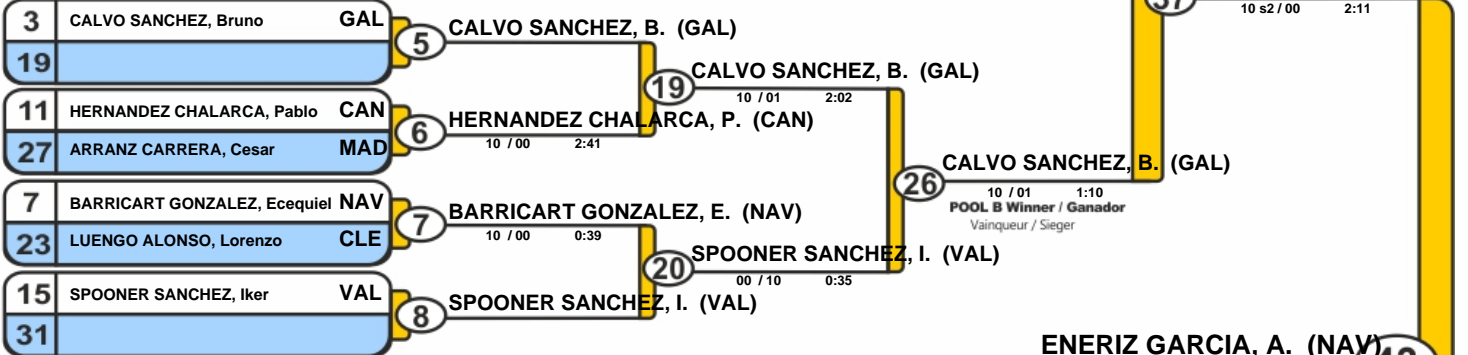 3 CALVO SANCHEZ, Bruno GAL
19
5 CALVO SANCHEZ, B. (GAL)
11 HERNANDEZ CHALARCA, Pablo CAN
27 ARRANZ CARRERA, Cesar MAD
6 HERNANDEZ CHALARCA, P. (CAN)
10 / 00 2:41
19 CALVO SANCHEZ, B. (GAL)
10 / 01 2:02
7 BARRICART GONZALEZ, Ecequiel NAV
23 LUENGO ALONSO, Lorenzo CLE
7 BARRICART GONZALEZ, E. (NAV)
10 / 00 0:39
15 SPOONER SANCHEZ, Iker VAL
31
8 SPOONER SANCHEZ, I. (VAL)
20 SPOONER SANCHEZ, I. (VAL)
00 / 10 0:35
26 CALVO SANCHEZ, B. (GAL)
10 / 01 1:10
POOL B Winner / Ganador
Vainqueur / Sieger
37
10 s2 / 00 2:11
ENERIZ GARCIA, A. (NAV)